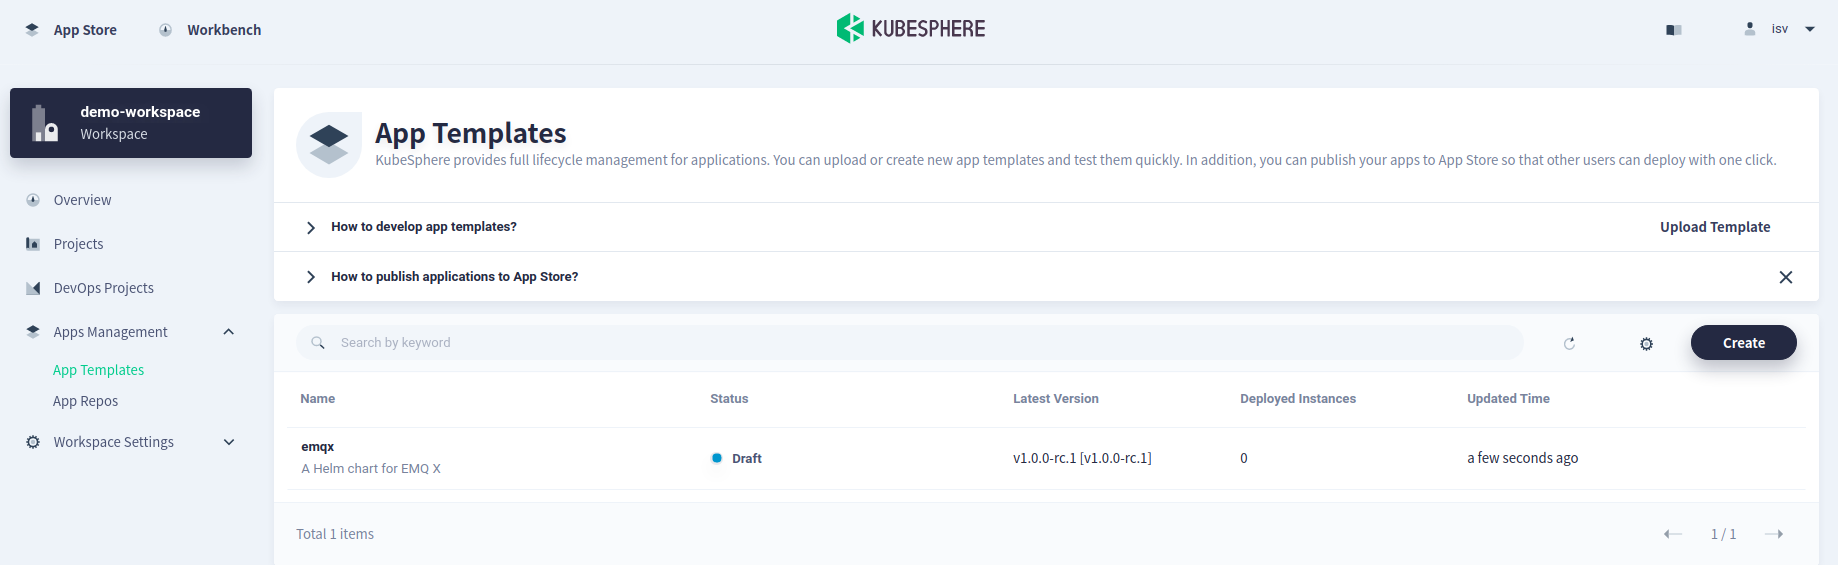 App Store Workbench KUBESPHERE isv
demo-workspace
Workspace
Overview
Projects
DevOps Projects
Apps Management
App Templates
App Repos
Workspace Settings
App Templates
KubeSphere provides full lifecycle management for applications. You can upload or create new app templates and test them quickly. In addition, you can publish your apps to App Store so that other users can deploy with one click.
How to develop app templates? Upload Template
How to publish applications to App Store?
Search by keyword Create
Name Status Latest Version Deployed Instances Updated Time
emqx
A Helm chart for EMQ X
Draft v1.0.0-rc.1 [v1.0.0-rc.1] 0 a few seconds ago
Total 1 items 1 / 1